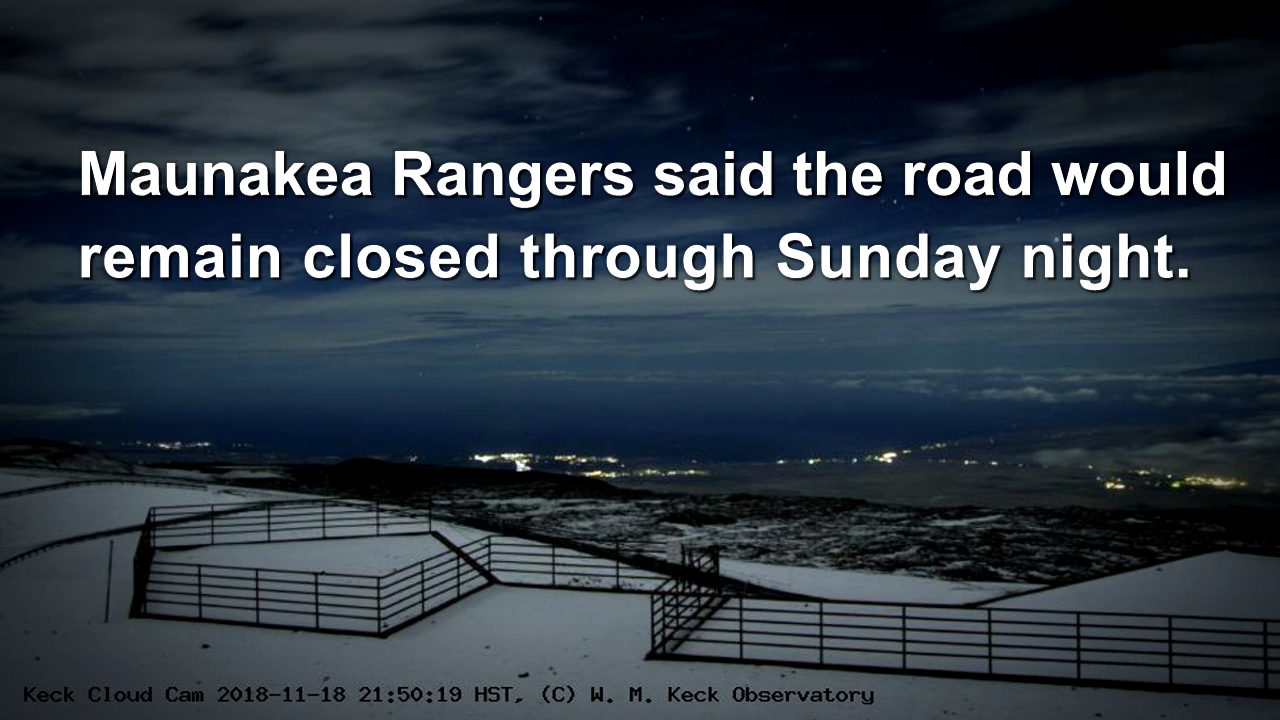 Maunakea Rangers said the road would
remain closed through Sunday night.
Keck Cloud Cam 2018-11-18 21:50:19 HST, (C) W. M. Keck Observatory